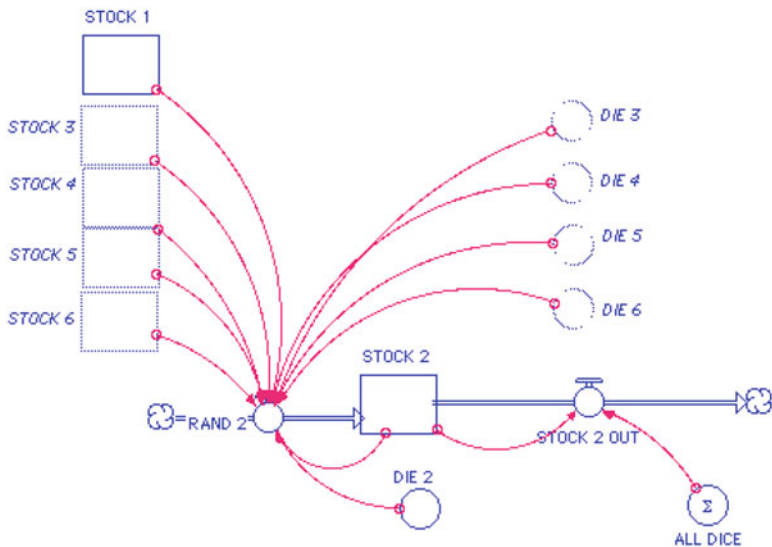 STOCK 1
STOCK 3
DIE 3
STOCK 4
DIE 4
STOCK 5
DIE 5
STOCK 6
DIE 6
STOCK 2
RAND 2
STOCK 2 OUT
DIE 2
Σ
ALL DICE